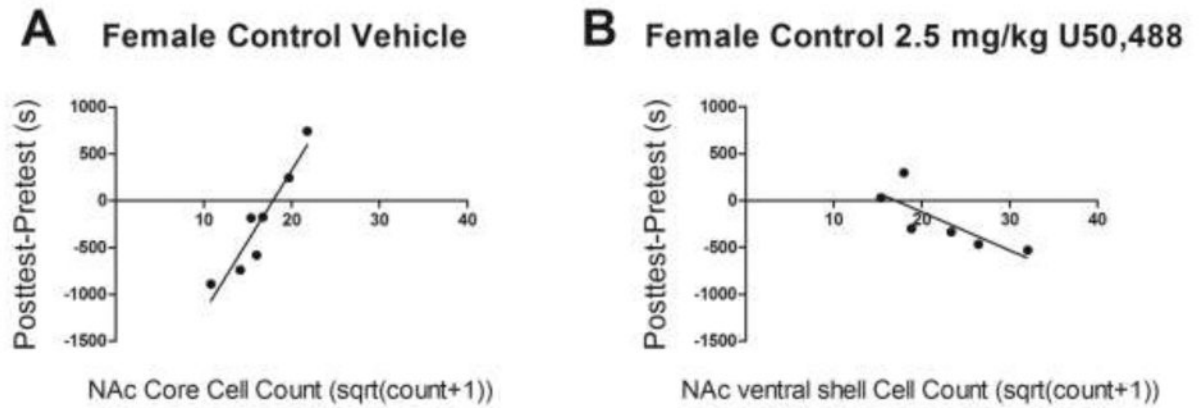 A Female Control Vehicle
Posttest-Pretest (s)
1000
500
0
-500
-1000
-1500
10 20 30 40
NAc Core Cell Count (sqrt(count+1))
B Female Control 2.5 mg/kg U50,488
Posttest-Pretest (s)
1000
500
0
-500
-1000
-1500
10 20 30 40
NAc ventral shell Cell Count (sqrt(count+1))